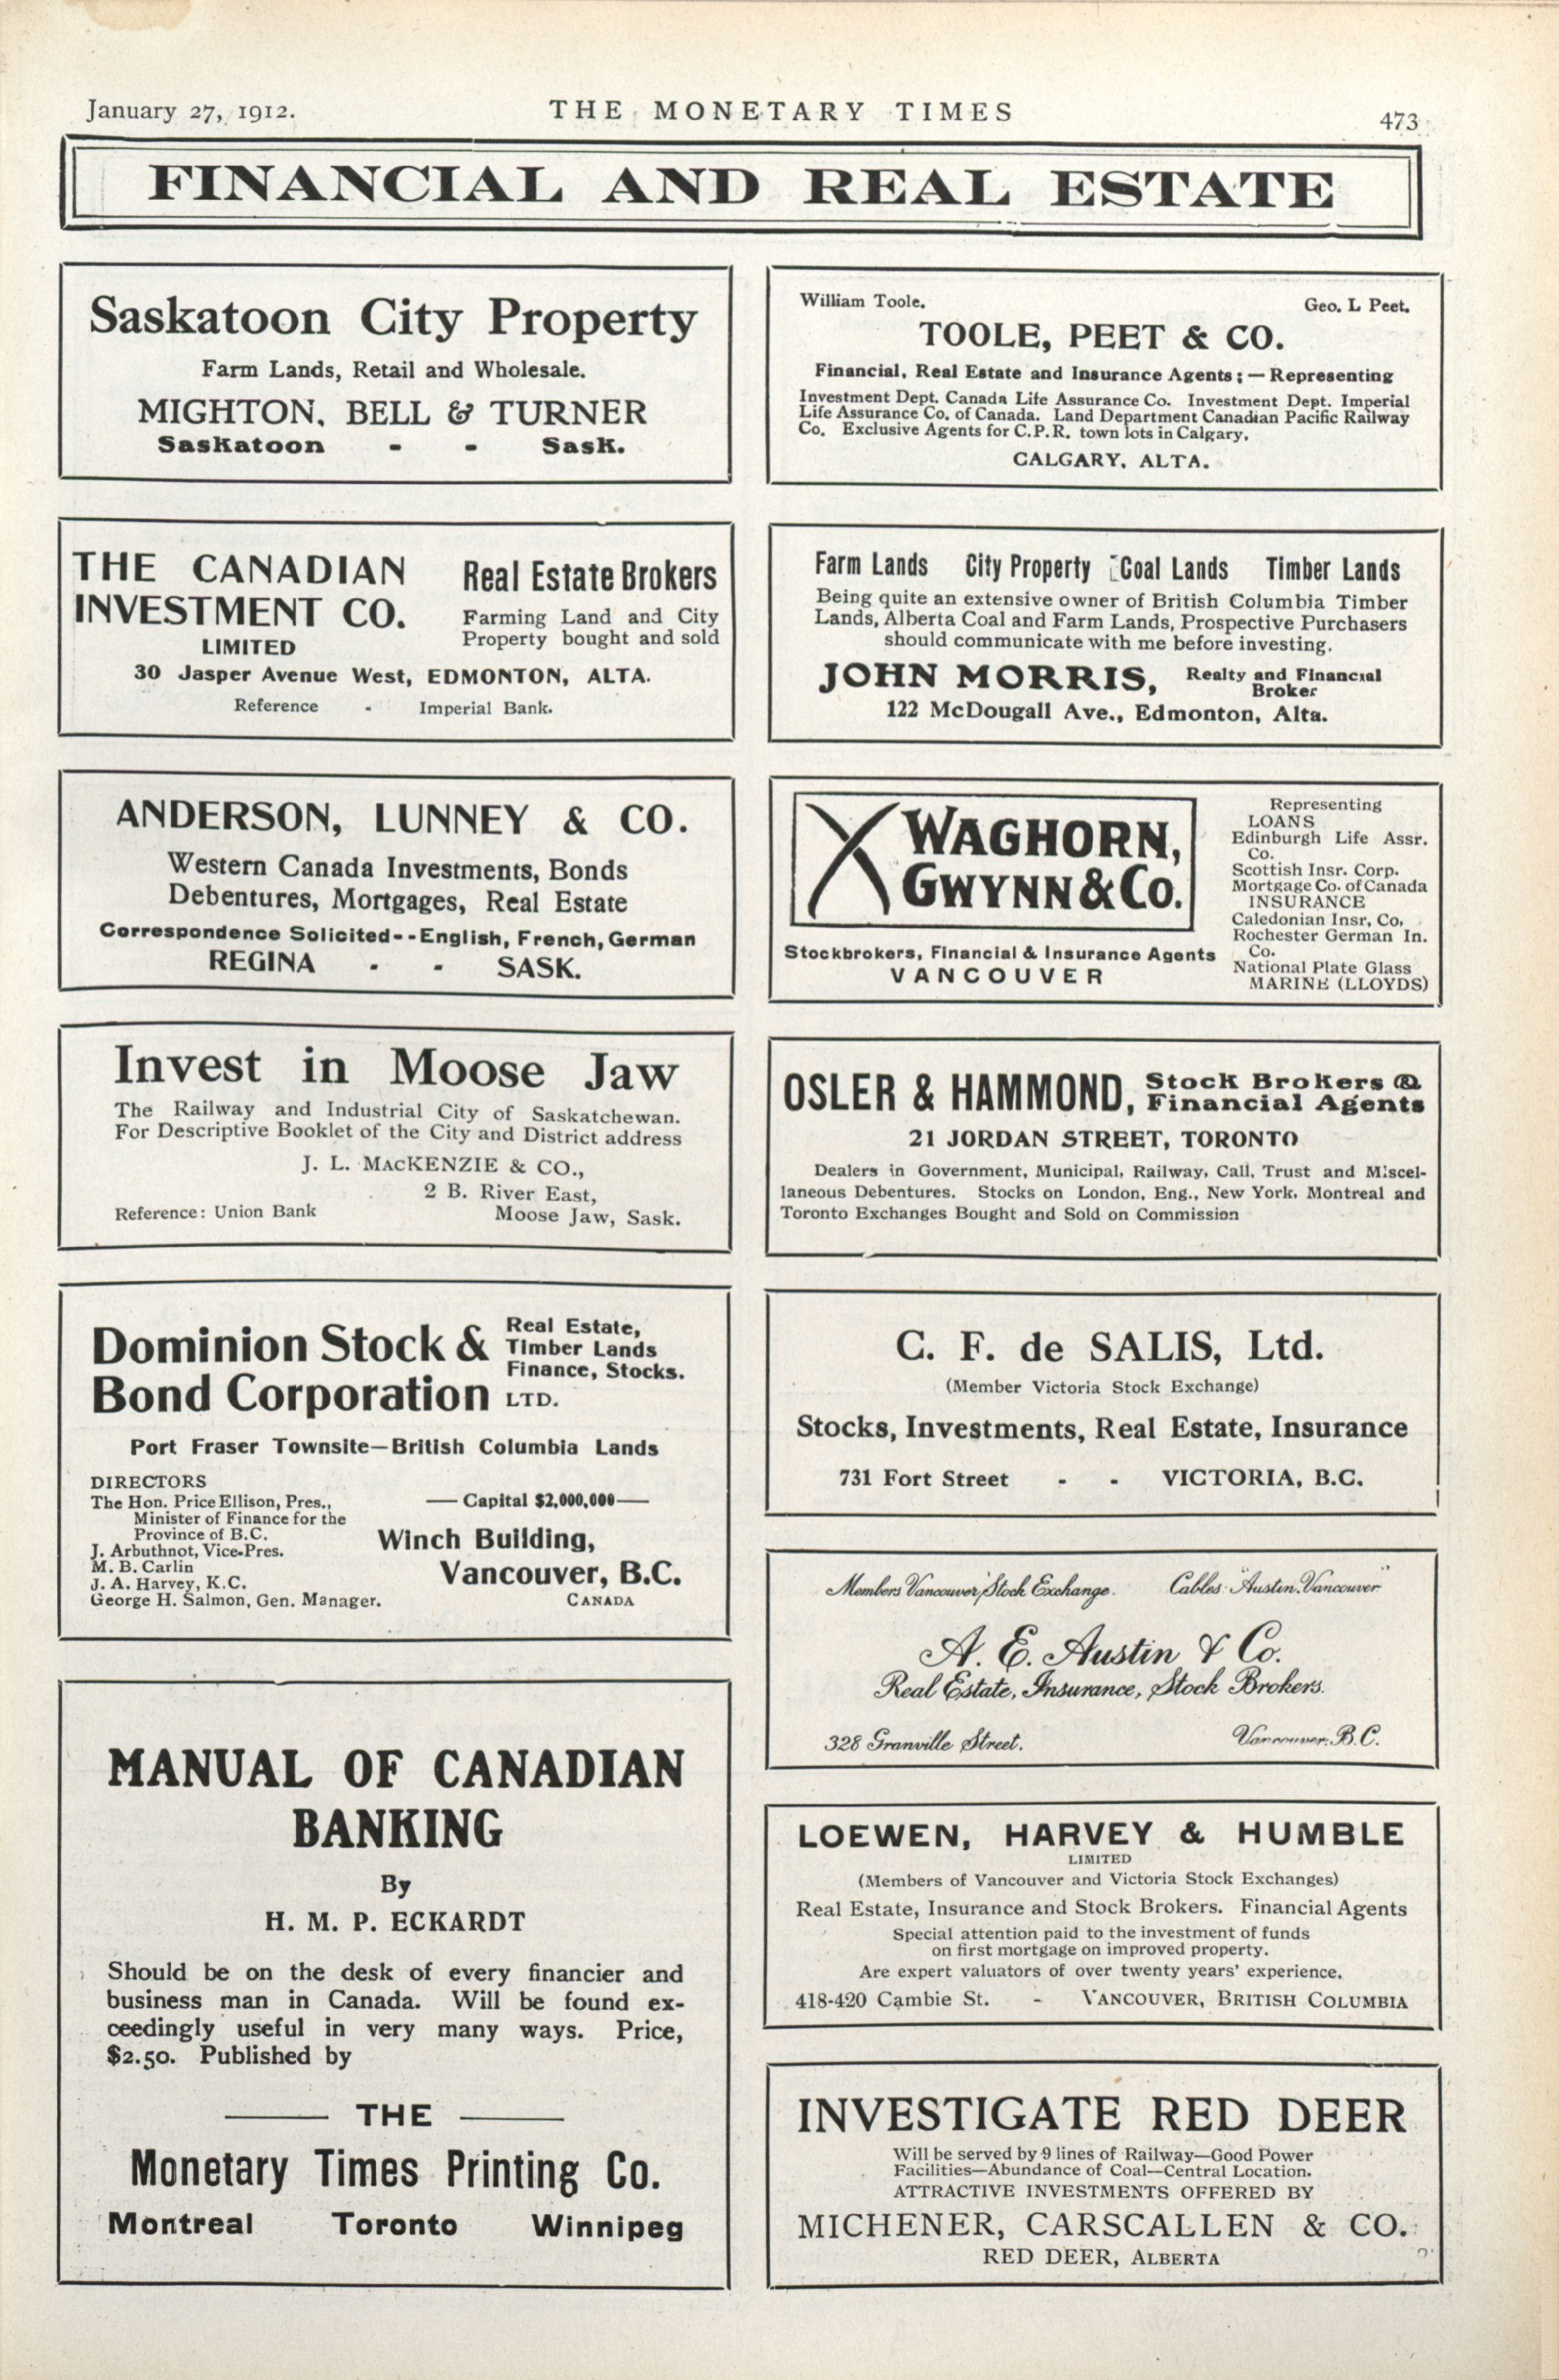 January 27, 1912.
THE MONETARY TIMES
473
FINANCIAL AND REAL ESTATE
Saskatoon City Property
Farm Lands, Retail and Wholesale.
MIGHTON, BELL & TURNER
Saskatoon - - Sask.
THE CANADIAN
INVESTMENT CO.
LIMITED
Real Estate Brokers
Farming Land and City
Property bought and sold
30 Jasper Avenue West, EDMONTON, ALTA.
Reference - Imperial Bank.
ANDERSON, LUNNEY & CO.
Western Canada Investments, Bonds
Debentures, Mortgages, Real Estate
Correspondence Solicited--English, French, German
REGINA - - SASK.
Invest in Moose Jaw
The Railway and Industrial City of Saskatchewan.
For Descriptive Booklet of the City and District address
J. L. MACKENZIE & CO.,
2 B. River East,
Reference: Union Bank Moose Jaw, Sask.
Dominion Stock &
Bond Corporation LTD.
Real Estate,
Timber Lands
Finance, Stocks.
Port Fraser Townsite—British Columbia Lands
DIRECTORS
The Hon. Price Ellison, Pres.,
Minister of Finance for the
Province of B.C.
J. Arbuthnot, Vice-Pres.
M. B. Carlin
J. A. Harvey, K.C.
George H. Salmon, Gen. Manager.
— Capital $2,000,000 —
Winch Building,
Vancouver, B.C.
CANADA
MANUAL OF CANADIAN
BANKING
By
H. M. P. ECKARDT
Should be on the desk of every financier and
business man in Canada. Will be found ex-
ceedingly useful in very many ways. Price,
$2.50. Published by
THE
Monetary Times Printing Co.
Montreal Toronto Winnipeg
William Toole. Geo. L Peet.
TOOLE, PEET & CO.
Financial, Real Estate and Insurance Agents; — Representing
Investment Dept. Canada Life Assurance Co. Investment Dept. Imperial
Life Assurance Co. of Canada. Land Department Canadian Pacific Railway
Co. Exclusive Agents for C.P.R. town lots in Calgary.
CALGARY, ALTA.
Farm Lands City Property Coal Lands Timber Lands
Being quite an extensive owner of British Columbia Timber
Lands, Alberta Coal and Farm Lands, Prospective Purchasers
should communicate with me before investing.
JOHN MORRIS, Realty and Financial
Broker
122 McDougall Ave., Edmonton, Alta.
WAGHORN,
GWYNN & CO.
Stockbrokers, Financial & Insurance Agents
VANCOUVER
Representing
LOANS
Edinburgh Life Assr.
Co.
Scottish Insr. Corp.
Mortgage Co. of Canada
INSURANCE
Caledonian Insr, Co,
Rochester German In.
Co.
National Plate Glass
MARINE (LLOYDS)
OSLER & HAMMOND, Stock Brokers &
Financial Agents
21 JORDAN STREET, TORONTO
Dealers in Government, Municipal, Railway, Call, Trust and Miscel-
laneous Debentures. Stocks on London, Eng., New York, Montreal and
Toronto Exchanges Bought and Sold on Commission
C. F. de SALIS, Ltd.
(Member Victoria Stock Exchange)
Stocks, Investments, Real Estate, Insurance
731 Fort Street - - VICTORIA, B.C.
Members Vancouver Stock Exchange. Cables: "Austin, Vancouver"
A. E. Austin & Co.
Real Estate, Insurance, Stock Brokers.
328 Granville Street. Vancouver, B.C.
LOEWEN, HARVEY & HUMBLE
LIMITED
(Members of Vancouver and Victoria Stock Exchanges)
Real Estate, Insurance and Stock Brokers. Financial Agents
Special attention paid to the investment of funds
on first mortgage on improved property.
Are expert valuators of over twenty years' experience.
418-420 Cambie St. - VANCOUVER, BRITISH COLUMBIA
INVESTIGATE RED DEER
Will be served by 9 lines of Railway—Good Power
Facilities—Abundance of Coal—Central Location.
ATTRACTIVE INVESTMENTS OFFERED BY
MICHENER, CARSCALLEN & CO.
RED DEER, ALBERTA